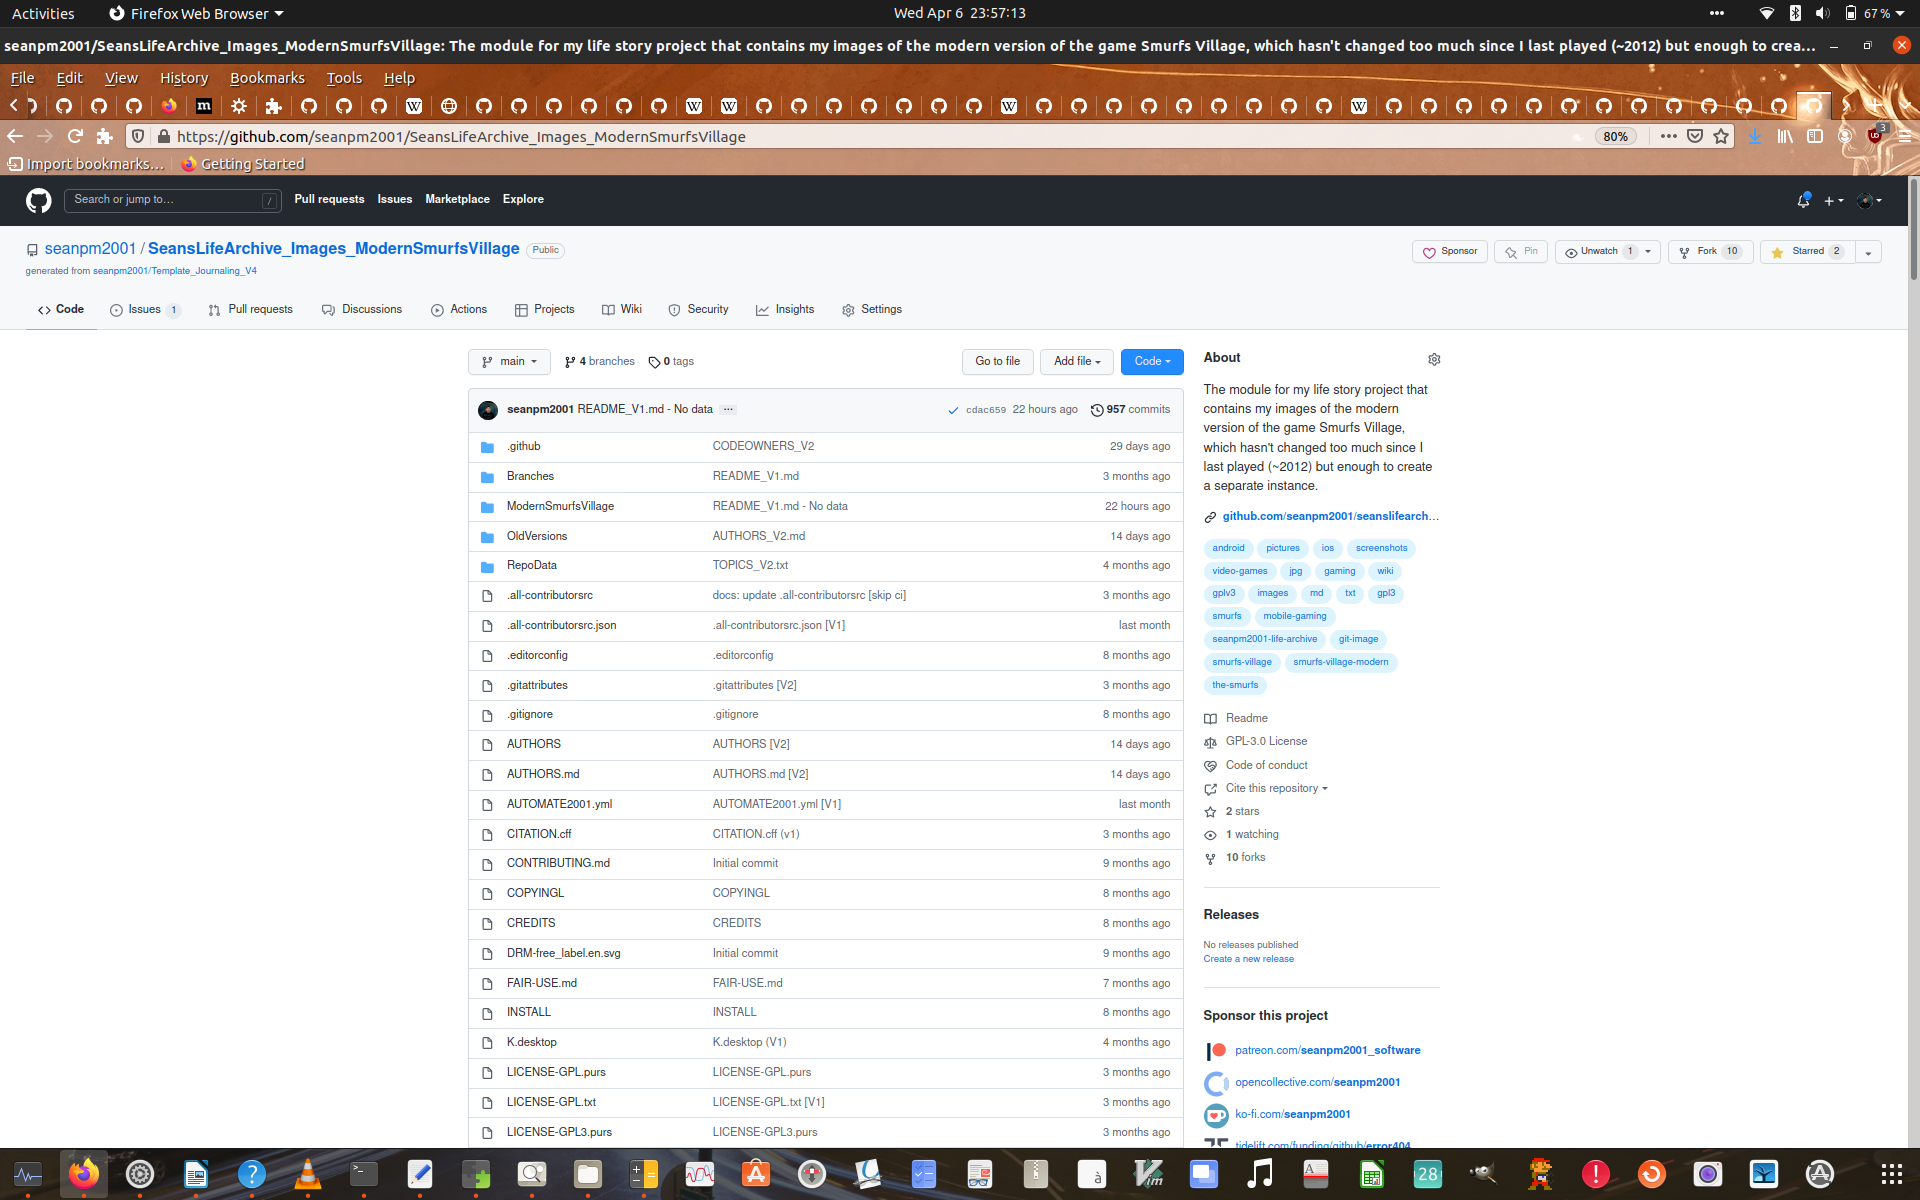 Activities
Firefox Web Browser
Wed Apr 6 23:57:13
67 %
seanpm2001/SeansLifeArchive_Images_ModernSmurfsVillage: The module for my life story project that contains my images of the modern version of the game Smurfs Village, which hasn't changed too much since I last played (~2012) but enough to crea...
File Edit View History Bookmarks Tools Help
https://github.com/seanpm2001/SeansLifeArchive_Images_ModernSmurfsVillage
80%
3
Import bookmarks...
Getting Started
Search or jump to...
/
Pull requests Issues Marketplace Explore
seanpm2001 / SeansLifeArchive_Images_ModernSmurfsVillage Public
generated from seanpm2001/Template_Journaling_V4
Sponsor
Pin
Unwatch 1
Fork 10
Starred 2
Code
Issues 1
Pull requests
Discussions
Actions
Projects
Wiki
Security
Insights
Settings
main
4 branches
0 tags
Go to file
Add file
Code
seanpm2001 README_V1.md - No data ... cdac659 22 hours ago 957 commits
.github CODEOWNERS_V2 29 days ago
Branches README_V1.md 3 months ago
ModernSmurfsVillage README_V1.md - No data 22 hours ago
OldVersions AUTHORS_V2.md 14 days ago
RepoData TOPICS_V2.txt 4 months ago
.all-contributorsrc docs: update .all-contributorsrc [skip ci] 3 months ago
.all-contributorsrc.json .all-contributorsrc.json [V1] last month
.editorconfig .editorconfig 8 months ago
.gitattributes .gitattributes [V2] 3 months ago
.gitignore .gitignore 8 months ago
AUTHORS AUTHORS [V2] 14 days ago
AUTHORS.md AUTHORS.md [V2] 14 days ago
AUTOMATE2001.yml AUTOMATE2001.yml [V1] last month
CITATION.cff CITATION.cff (v1) 3 months ago
CONTRIBUTING.md Initial commit 9 months ago
COPYINGL COPYINGL 8 months ago
CREDITS CREDITS 8 months ago
DRM-free_label.en.svg Initial commit 9 months ago
FAIR-USE.md FAIR-USE.md 7 months ago
INSTALL INSTALL 8 months ago
K.desktop K.desktop (V1) 4 months ago
LICENSE-GPL.purs LICENSE-GPL.purs 3 months ago
LICENSE-GPL.txt LICENSE-GPL.txt [V1] 3 months ago
LICENSE-GPL3.purs LICENSE-GPL3.purs 3 months ago
About
The module for my life story project that
contains my images of the modern
version of the game Smurfs Village,
which hasn't changed too much since I
last played (~2012) but enough to create
a separate instance.
github.com/seanpm2001/seanslifearch...
android pictures ios screenshots
video-games jpg gaming wiki
gplv3 images md txt gpl3
smurfs mobile-gaming
seanpm2001-life-archive git-image
smurfs-village smurfs-village-modern
the-smurfs
Readme
GPL-3.0 License
Code of conduct
Cite this repository
2 stars
1 watching
10 forks
Releases
No releases published
Create a new release
Sponsor this project
patreon.com/seanpm2001_software
opencollective.com/seanpm2001
ko-fi.com/seanpm2001
tidelift.com/funding/github/error404
28